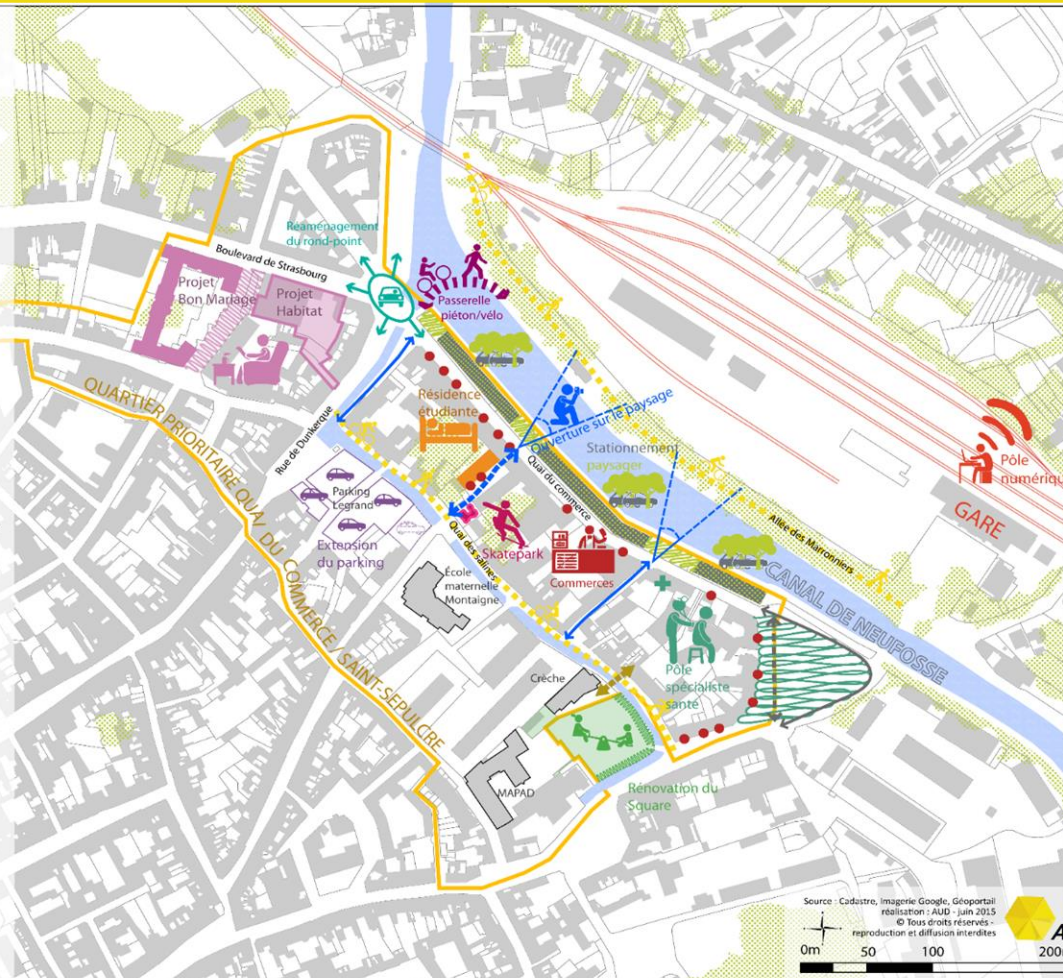 Réaménagement
du rond-point
Boulevard de Strasbourg
Projet
Bon Mariage
Projet
Habitat
Passerelle
piéton/vélo
QUARTIER PRIORITAIRE QUAI DU COMMERCE / SAINT-SEPULCRE
Rue de Dunkerque
Résidence
étudiante
Ouverture sur le paysage
Stationnement
paysager
Quai du commerce
Pôle
numérique
GARE
Parking
Legrand
Extension
du parking
Quai des salines
Skatepark
Commerces
Allée des Marronniers
CANAL DE NEUFOSSE
École
maternelle
Montaigne
Pôle
spécialiste
santé
Crèche
MAPAD
Rénovation du
Square
Source : Cadastre, Imagerie Google, Géoportail
réalisation : AUD - juin 2015
© Tous droits réservés -
reproduction et diffusion interdites
A
0m 50 100 200